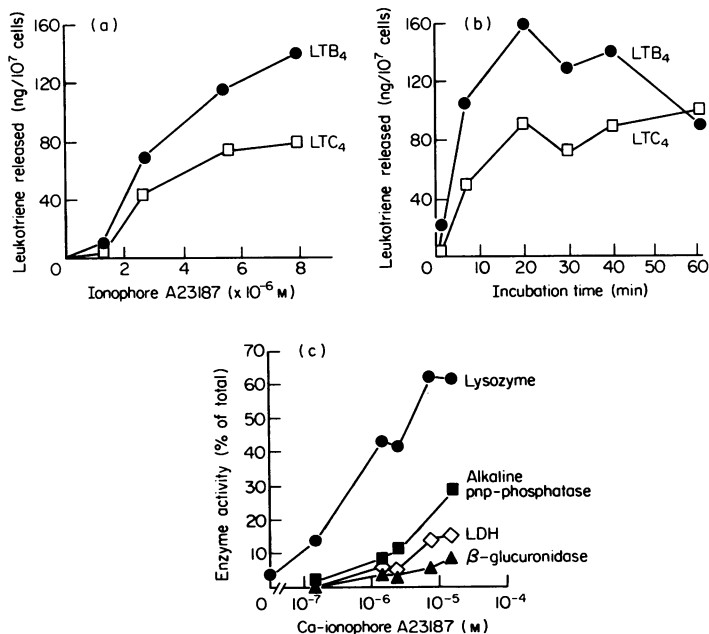 (a)
Leukotriene released (ng/10⁷ cells)
160
120
80
40
LTB₄
LTC₄
0 2 4 6 8
Ionophore A23187 (x 10⁻⁶ M)
(b)
Leukotriene released (ng/10⁷ cells)
160
120
80
40
LTB₄
LTC₄
0 10 20 30 40 50 60
Incubation time (min)
(c)
Enzyme activity (% of total)
70
60
50
40
30
20
10
Lysozyme
Alkaline
pnp-phosphatase
LDH
β-glucuronidase
0 10⁻⁷ 10⁻⁶ 10⁻⁵ 10⁻⁴
Ca-ionophore A23187 (M)